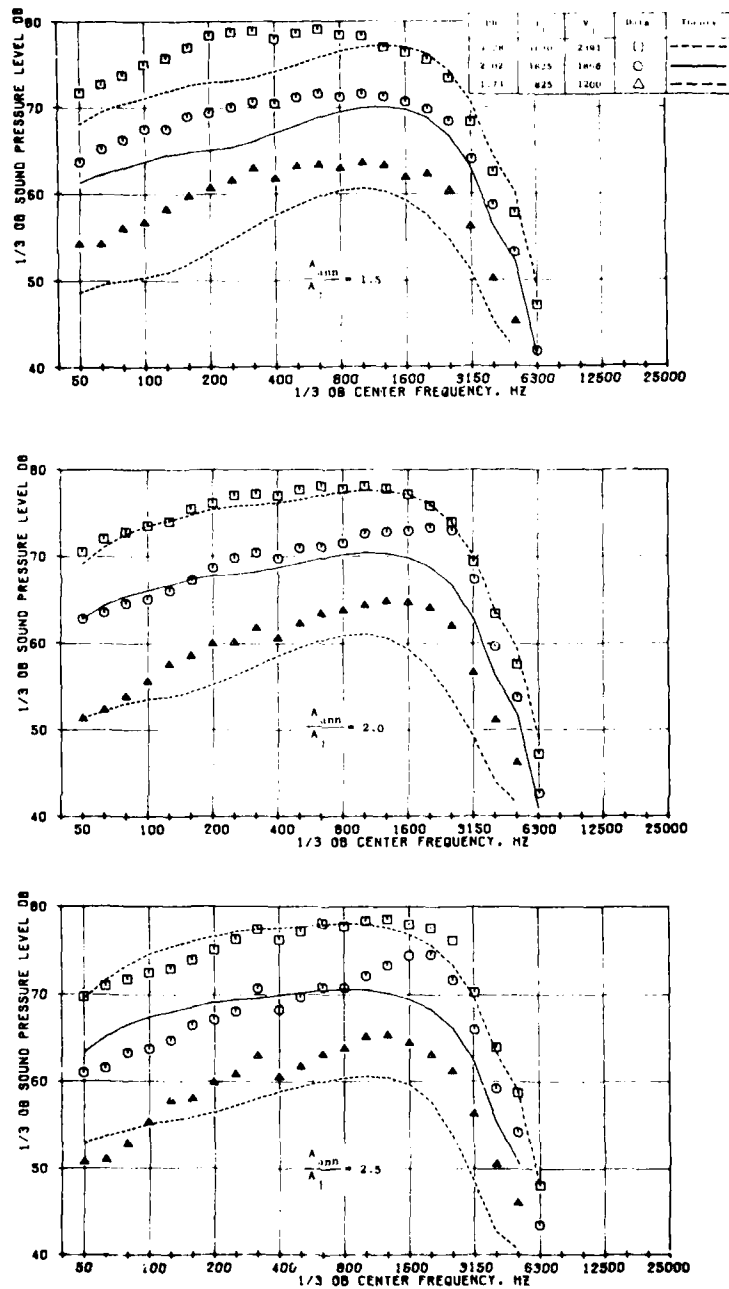 Data Theory
2.02 1625
1.71 825 1200
1/3 OB SOUND PRESSURE LEVEL DB
80
70
60
50
40
A ann = 1.5
50 100 200 400 800 1600 3150 6300 12500 25000
1/3 OB CENTER FREQUENCY, HZ
1/3 OB SOUND PRESSURE LEVEL DB
80
70
60
50
40
A ann = 2.0
50 100 200 400 800 1600 3150 6300 12500 25000
1/3 OB CENTER FREQUENCY, HZ
1/3 OB SOUND PRESSURE LEVEL DB
80
70
60
50
40
A ann = 2.5
50 100 200 400 800 1600 3150 6300 12500 25000
1/3 OB CENTER FREQUENCY, HZ